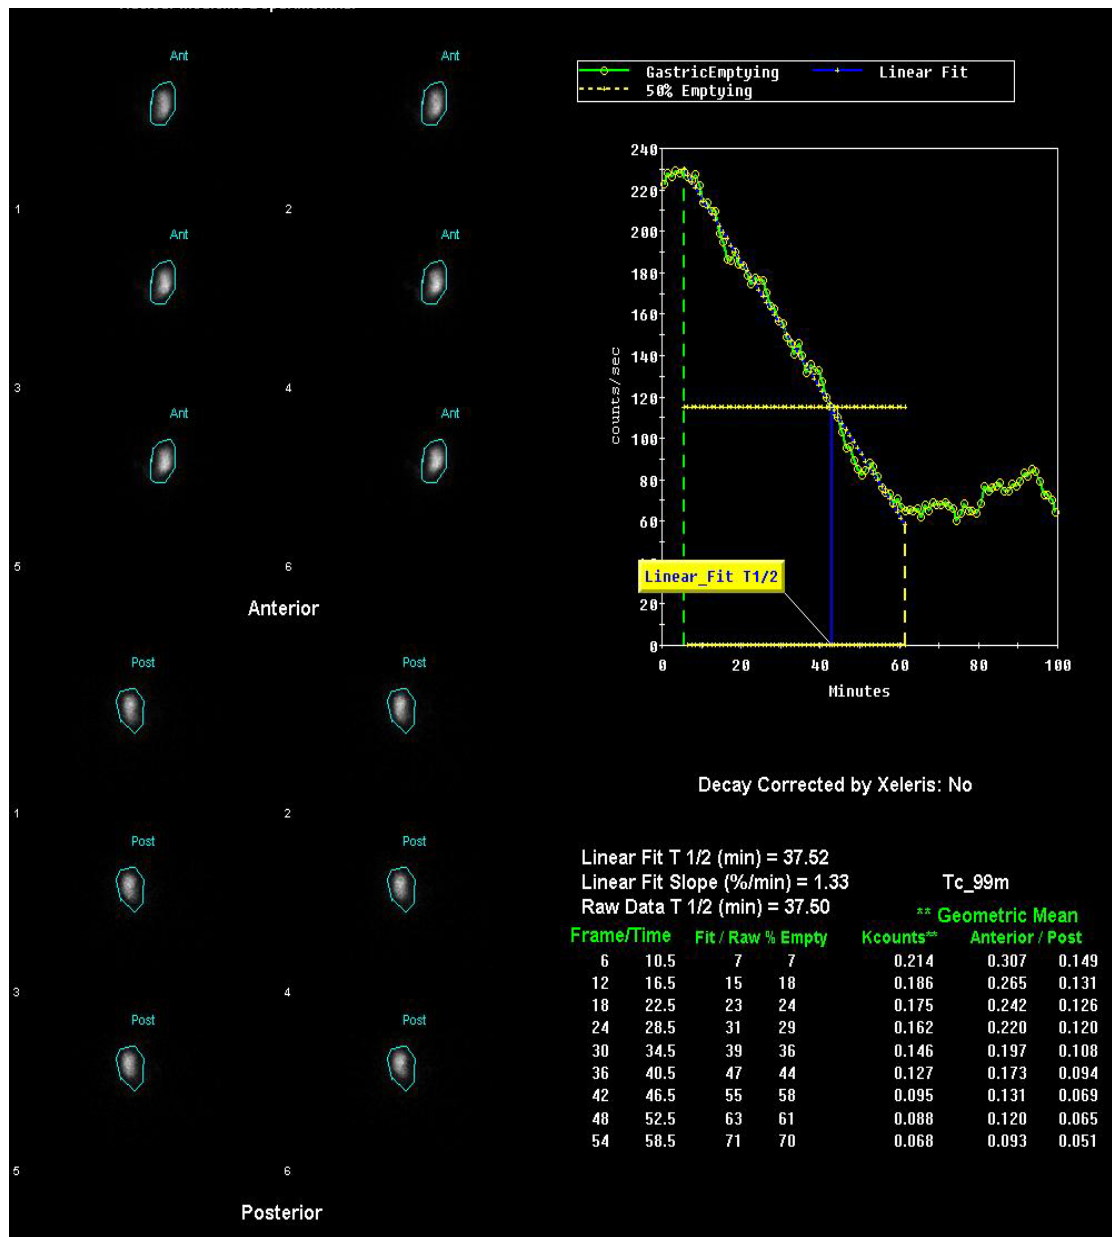 Ant Ant
1 2
Ant Ant
3 4
Ant Ant
5 6
Anterior
Post Post
1 2
Post Post
3 4
Post Post
5 6
Posterior
GastricEmptying Linear Fit
50% Emptying
240
220
200
180
160
140
120
100
80
60
20
0
counts/sec
Linear_Fit T1/2
0 20 40 60 80 100
Minutes
Decay Corrected by Xeleris: No
Linear Fit T 1/2 (min) = 37.52
Linear Fit Slope (%/min) = 1.33 Tc_99m
Raw Data T 1/2 (min) = 37.50 ** Geometric Mean
Frame/Time Fit / Raw % Empty Kcounts** Anterior / Post
6 10.5 7 7 0.214 0.307 0.149
12 16.5 15 18 0.186 0.265 0.131
18 22.5 23 24 0.175 0.242 0.126
24 28.5 31 29 0.162 0.220 0.120
30 34.5 39 36 0.146 0.197 0.108
36 40.5 47 44 0.127 0.173 0.094
42 46.5 55 58 0.095 0.131 0.069
48 52.5 63 61 0.088 0.120 0.065
54 58.5 71 70 0.068 0.093 0.051